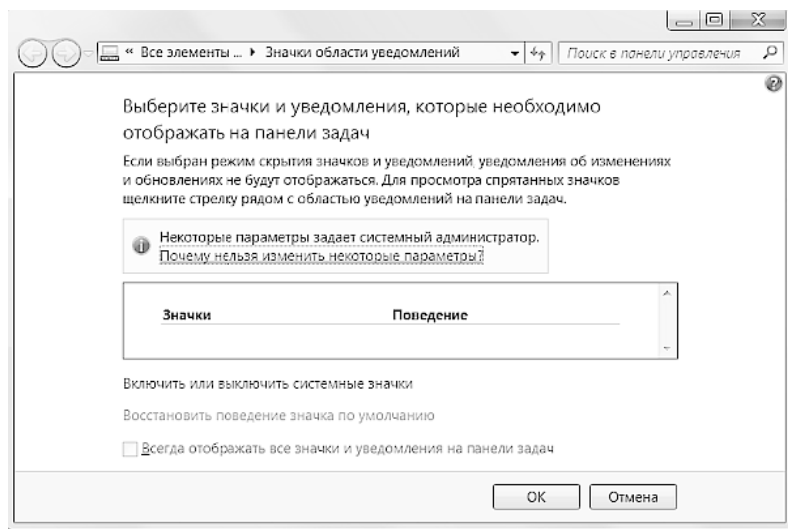 « Все элементы ... Значки области уведомлений Поиск в панели управления
Выберите значки и уведомления, которые необходимо
отображать на панели задач
Если выбран режим скрытия значков и уведомлений, уведомления об изменениях
и обновлениях не будут отображаться. Для просмотра спрятанных значков
щелкните стрелку рядом с областью уведомлений на панели задач.
Некоторые параметры задает системный администратор.
Почему нельзя изменить некоторые параметры?
Значки Поведение
Включить или выключить системные значки
Восстановить поведение значка по умолчанию
Всегда отображать все значки и уведомления на панели задач
ОК Отмена